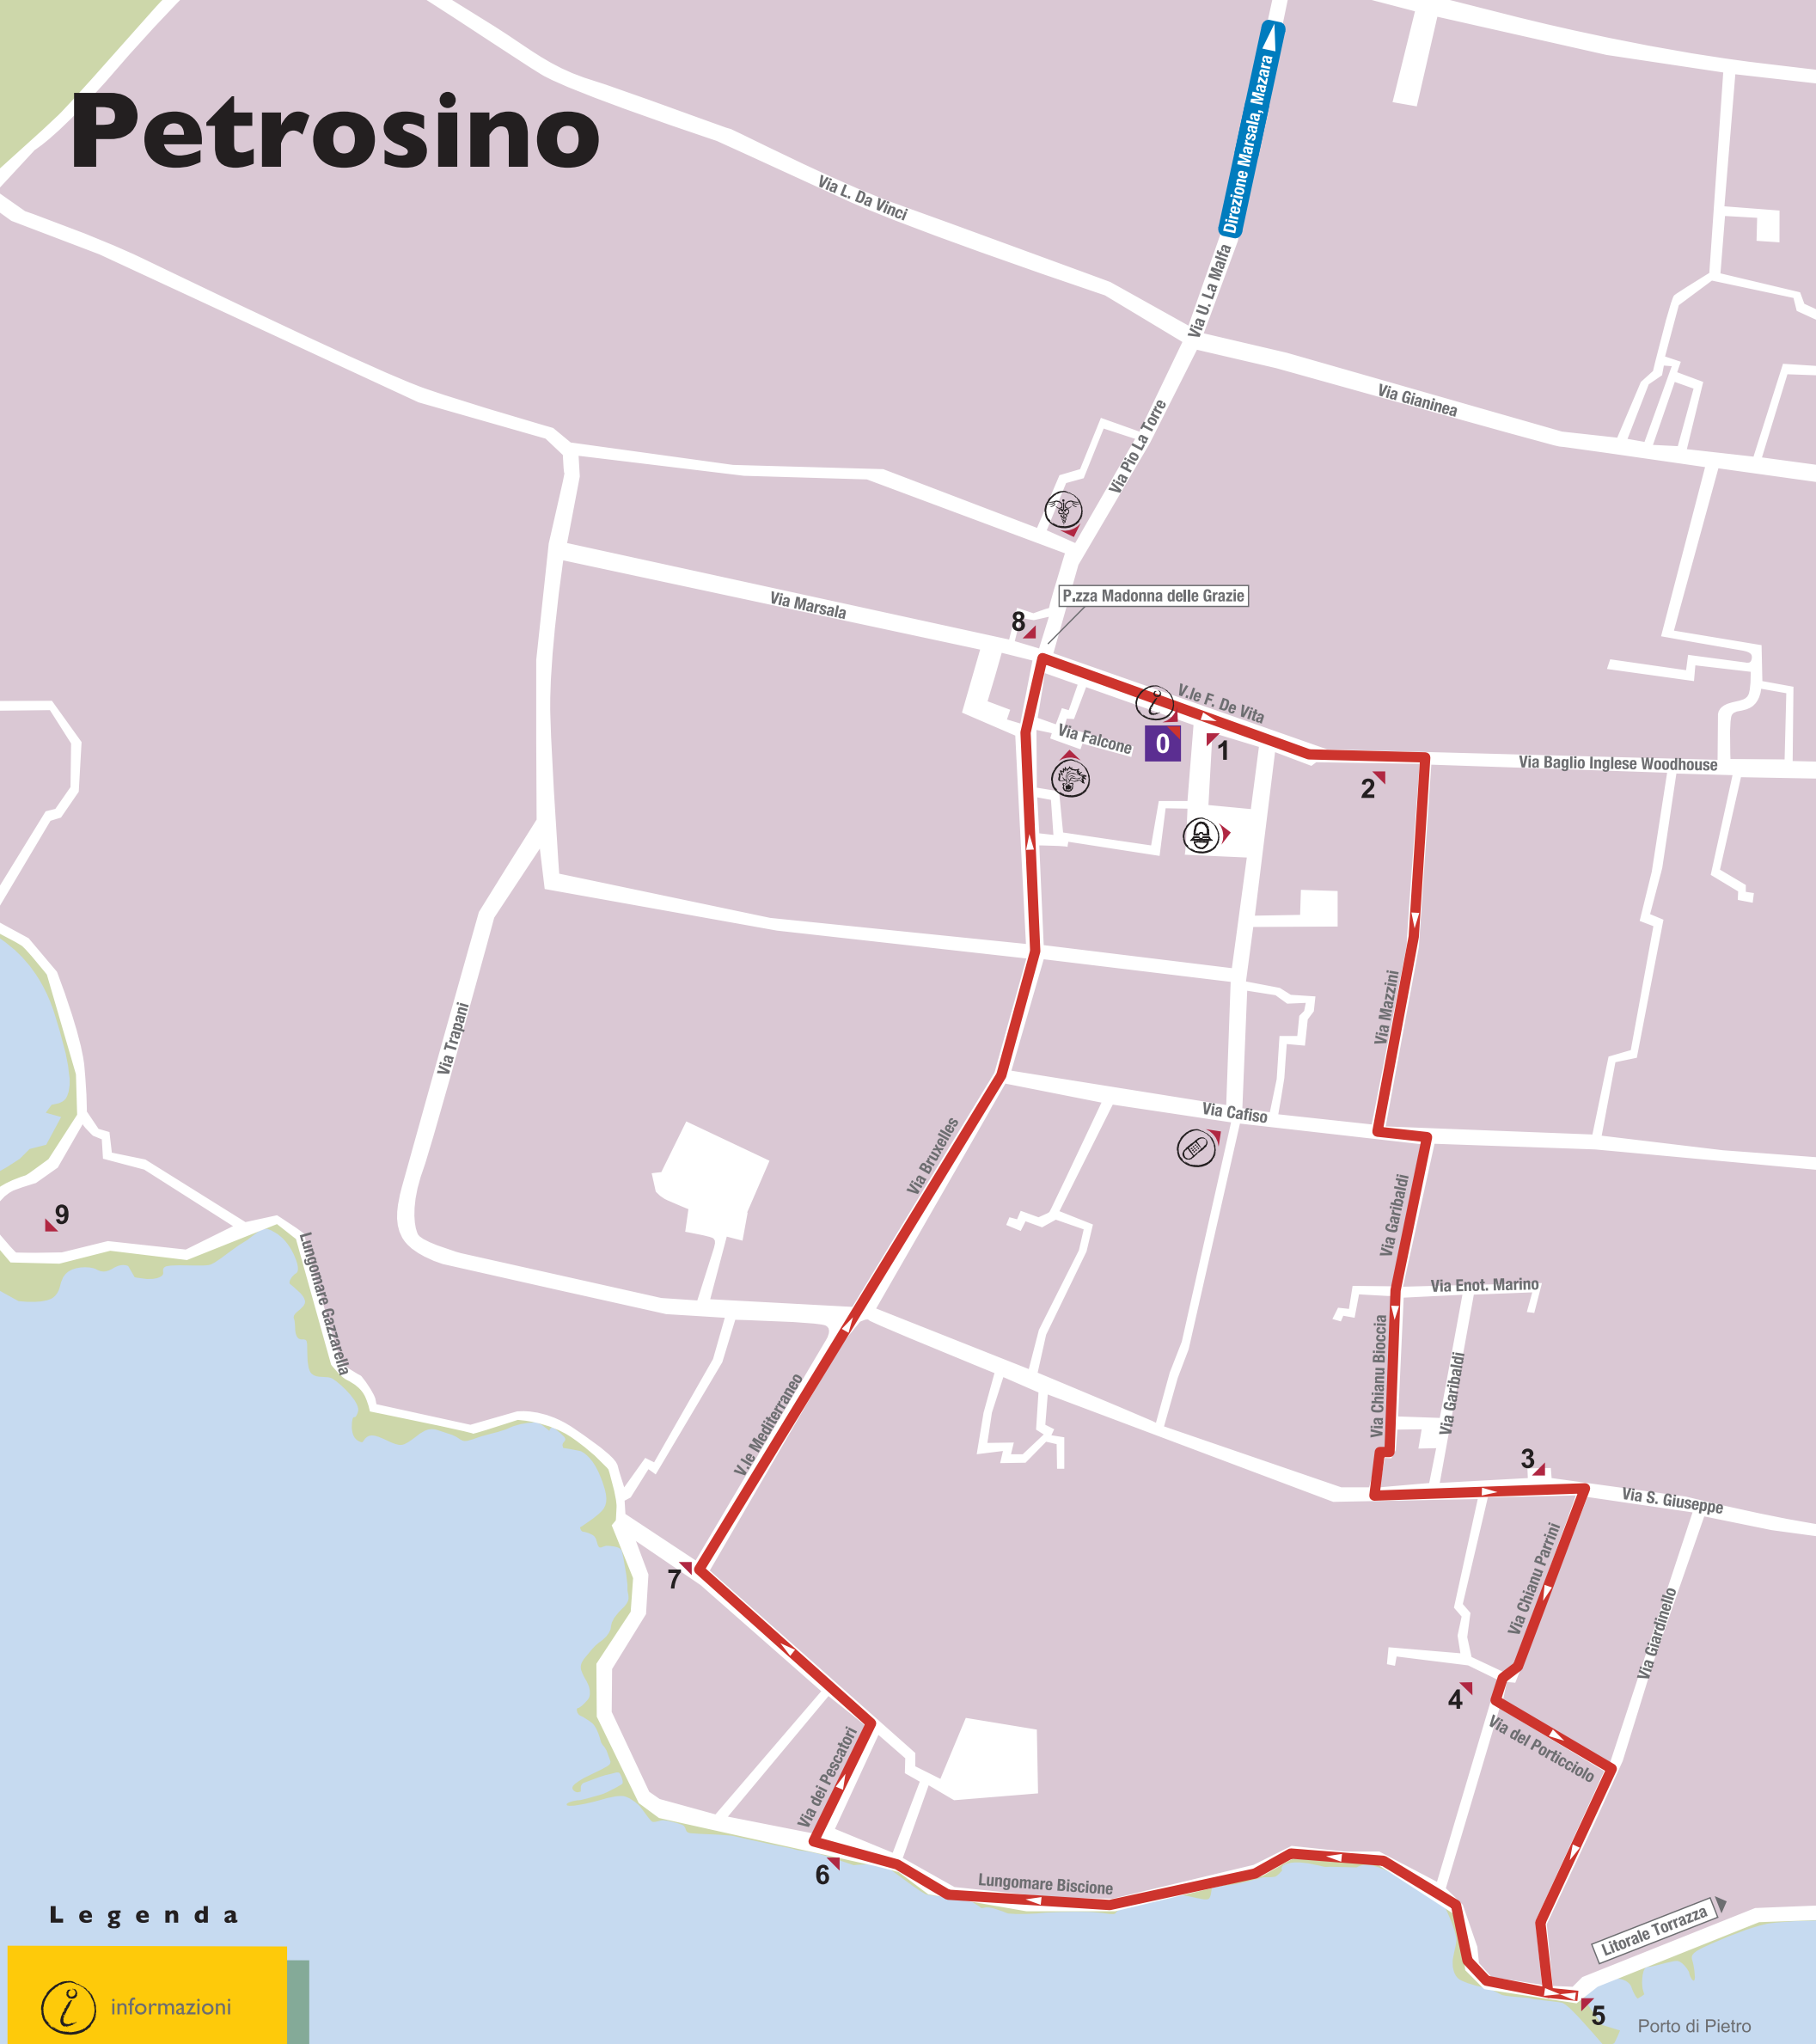 Petrosino
Direzione Marsala, Mazara
Via L. Da Vinci
Via U. La Malfa
Via Gianinea
Via Pio La Torre
P.zza Madonna delle Grazie
Via Marsala
8
V.le F. De Vita
Via Falcone
0
1
2
Via Baglio Inglese Woodhouse
Via Mazzini
Via Trapani
Via Cafiso
Via Bruxelles
Via Garibaldi
9
Lungomare Gazzarella
Via Enot. Marino
Via Chianu Bioccia
Via Garibaldi
V.le Mediterraneo
3
Via S. Giuseppe
Via Chianu Parrini
7
Via Giardinello
4
Via del Porticciolo
Via dei Pescatori
6
Lungomare Biscione
Litorale Torrazza
5
Porto di Pietro
Legenda
i informazioni